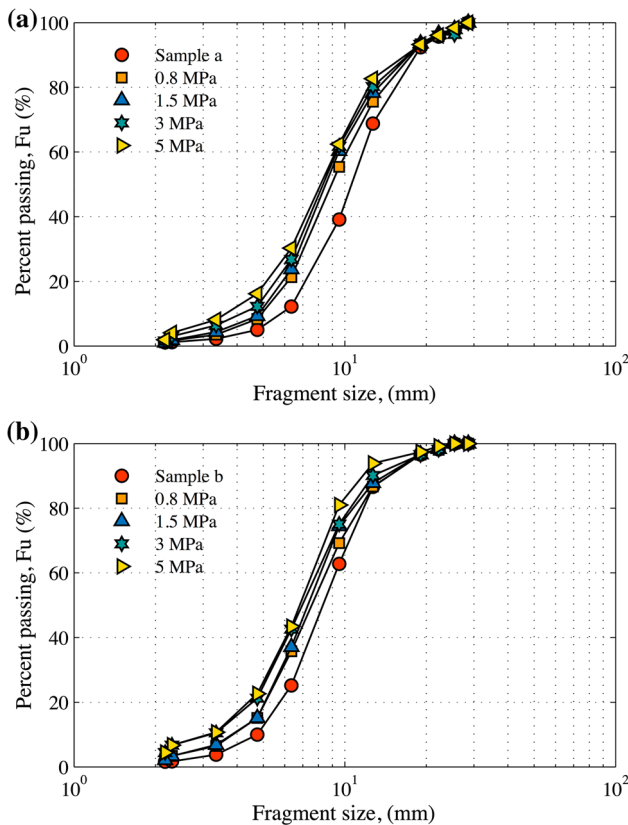 (a)
100
80
60
40
20
0
Percent passing, Fu (%)
Sample a
0.8 MPa
1.5 MPa
3 MPa
5 MPa
10^0
10^1
10^2
Fragment size, (mm)
(b)
100
80
60
40
20
0
Percent passing, Fu (%)
Sample b
0.8 MPa
1.5 MPa
3 MPa
5 MPa
10^0
10^1
10^2
Fragment size, (mm)